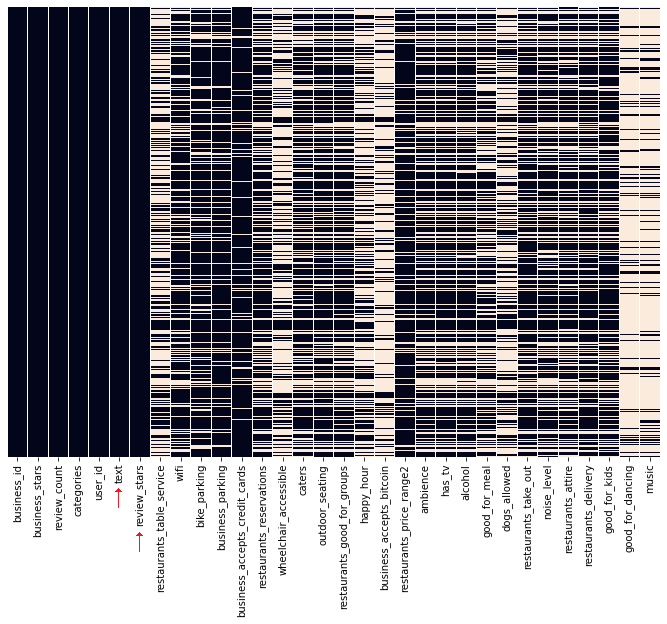 business_id
business_stars
review_count
categories
user_id
text
review_stars
restaurants_table_service
wifi
bike_parking
business_parking
business_accepts_credit_cards
restaurants_reservations
wheelchair_accessible
caters
outdoor_seating
restaurants_good_for_groups
happy_hour
business_accepts_bitcoin
restaurants_price_range2
ambience
has_tv
alcohol
good_for_meal
dogs_allowed
restaurants_take_out
noise_level
restaurants_attire
restaurants_delivery
good_for_kids
good_for_dancing
music